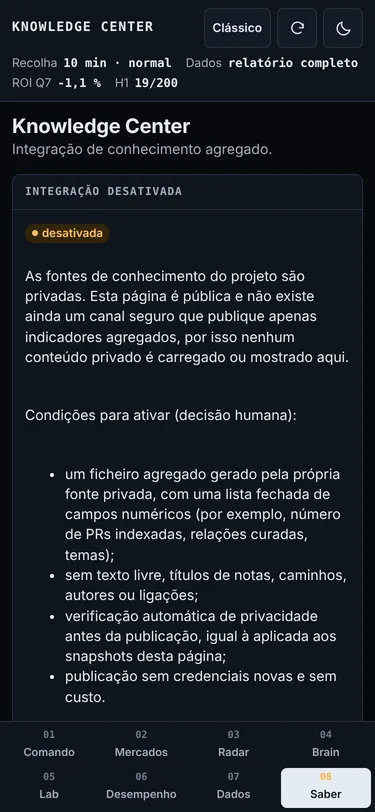 KNOWLEDGE CENTER
Clássico
Recolha 10 min · normal Dados relatório completo
ROI Q7 -1,1 % H1 19/200
Knowledge Center
Integração de conhecimento agregado.
INTEGRAÇÃO DESATIVADA
desativada
As fontes de conhecimento do projeto são
privadas. Esta página é pública e não existe
ainda um canal seguro que publique apenas
indicadores agregados, por isso nenhum
conteúdo privado é carregado ou mostrado aqui.
Condições para ativar (decisão humana):
• um ficheiro agregado gerado pela própria
fonte privada, com uma lista fechada de
campos numéricos (por exemplo, número
de PRs indexadas, relações curadas,
temas);
• sem texto livre, títulos de notas, caminhos,
autores ou ligações;
• verificação automática de privacidade
antes da publicação, igual à aplicada aos
snapshots desta página;
• publicação sem credenciais novas e sem
custo.
01 02 03 04
Comando Mercados Radar Brain
05 06 07 08
Lab Desempenho Dados Saber